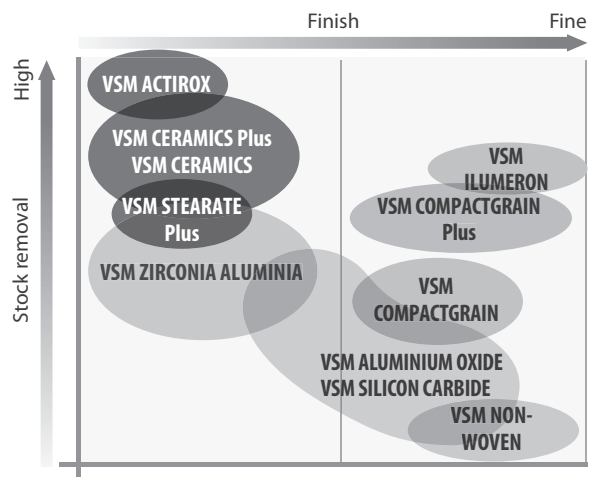 Finish
Fine
High
Stock removal
VSM ACTIROX
VSM CERAMICS Plus
VSM CERAMICS
VSM STEARATE
Plus
VSM ZIRCONIA ALUMINIA
VSM
ILUMERON
VSM COMPACTGRAIN
Plus
VSM
COMPACTGRAIN
VSM ALUMINIUM OXIDE
VSM SILICON CARBIDE
VSM NON-
WOVEN